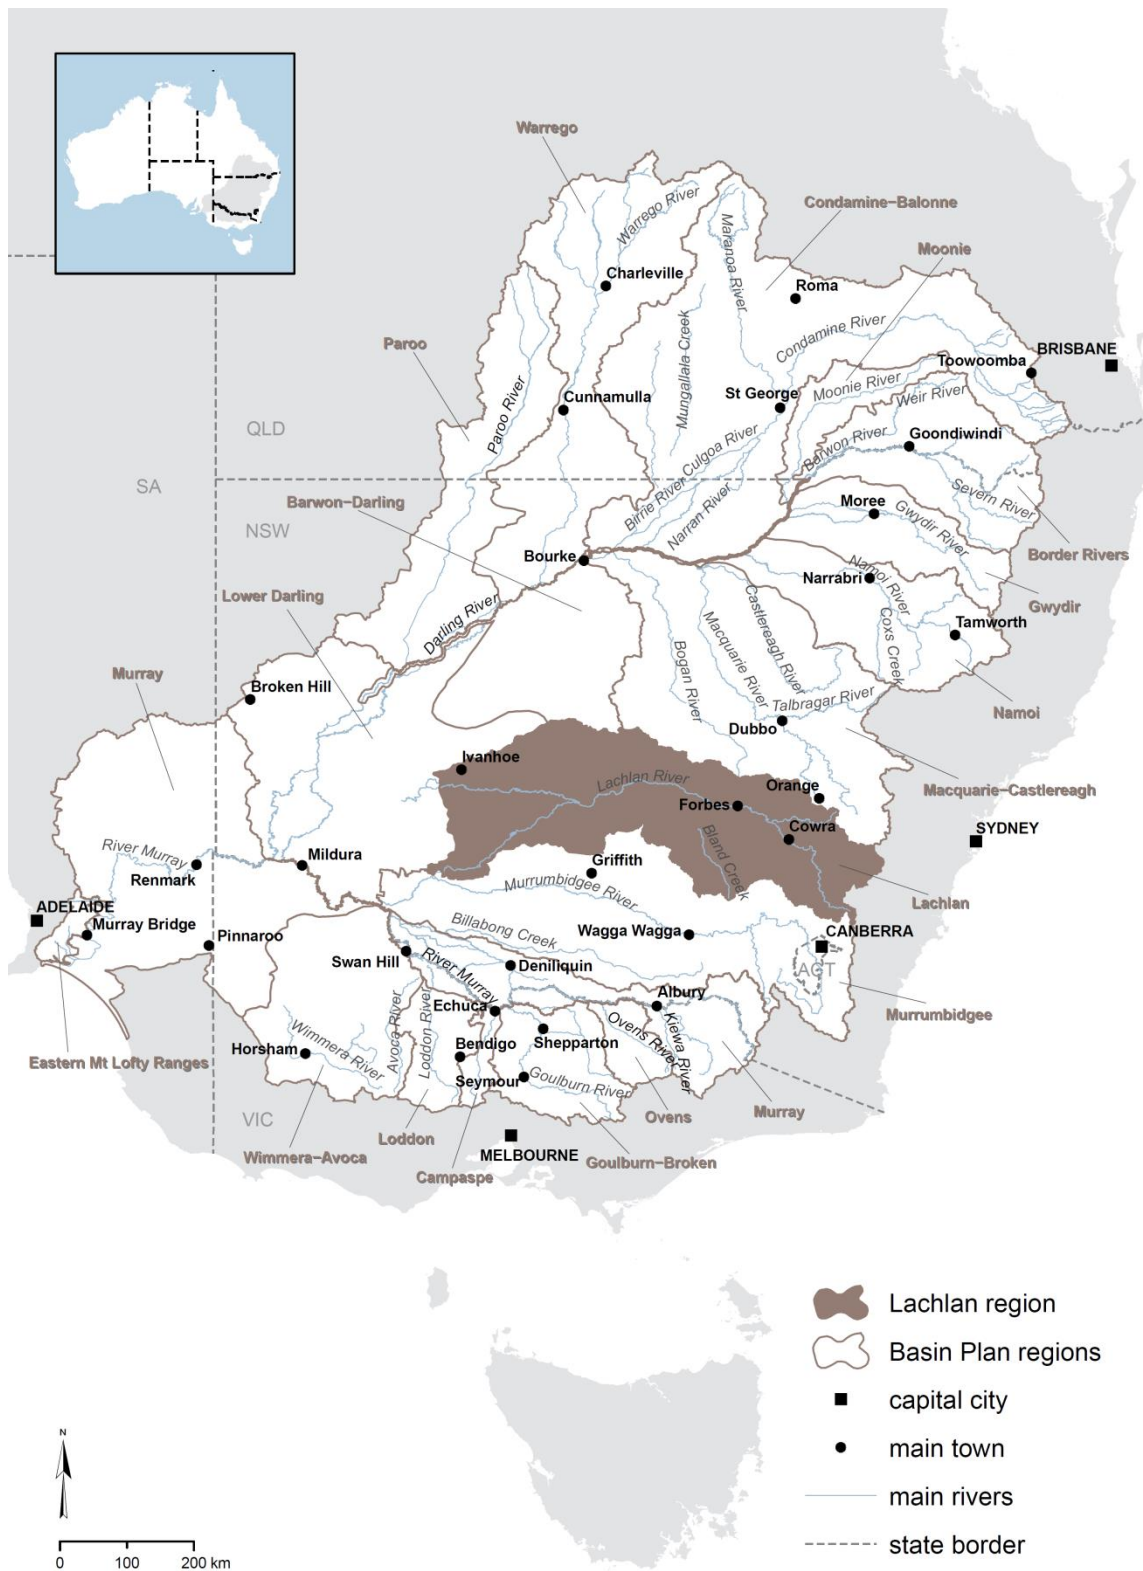 Warrego
Condamine–Balonne
Warrego River
Maranoa River
Moonie
Charleville
Roma
Paroo
Mungallala Creek
Condamine River
BRISBANE
Toowoomba
Paroo River
Cunnamulla
St George
Moonie River
Weir River
QLD
Culgoa River
Barwon River
Goondiwindi
SA
Barwon–Darling
Birrie River
Narran River
Moree
Severn River
NSW
Gwydir River
Border Rivers
Bourke
Narrabri
Namoi River
Gwydir
Lower Darling
Darling River
Castlereagh River
Macquarie River
Coxs Creek
Tamworth
Bogan River
Murray
Broken Hill
Talbragar River
Namoi
Dubbo
Ivanhoe
Lachlan River
Orange
Macquarie–Castlereagh
Forbes
Cowra
SYDNEY
River Murray
Mildura
Griffith
Bland Creek
Renmark
Murrumbidgee River
Lachlan
ADELAIDE
Murray Bridge
Pinnaroo
Billabong Creek
Wagga Wagga
CANBERRA
Swan Hill
River Murray
Deniliquin
ACT
Albury
Echuca
Murrumbidgee
Avoca River
Loddon River
Ovens River
Kiewa River
Eastern Mt Lofty Ranges
Horsham
Wimmera River
Bendigo
Shepparton
Seymour
Goulburn River
VIC
Loddon
Ovens
Murray
Wimmera–Avoca
Campaspe
MELBOURNE
Goulburn–Broken
Lachlan region
Basin Plan regions
capital city
main town
main rivers
state border
N
0 100 200 km